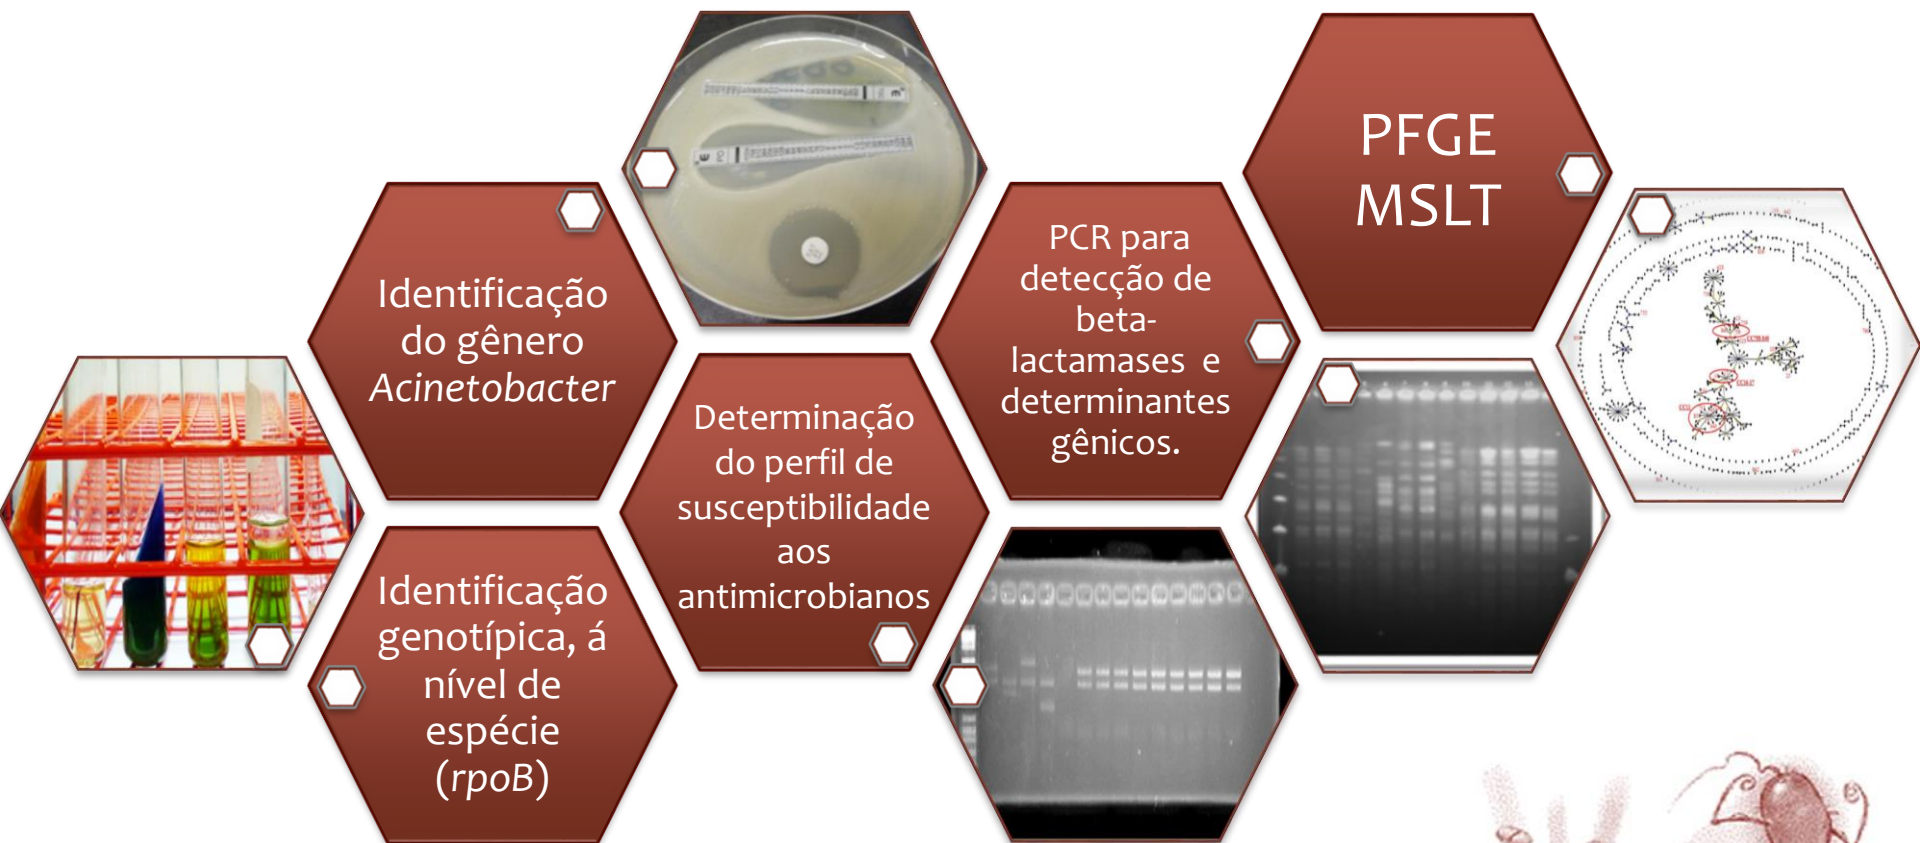 Identificação
do gênero
Acinetobacter
Identificação
genotípica, á
nível de
espécie
(rpoB)
Determinação
do perfil de
susceptibilidade
aos
antimicrobianos
PCR para
detecção de
beta-
lactamases e
determinantes
gênicos.
PFGE
MSLT